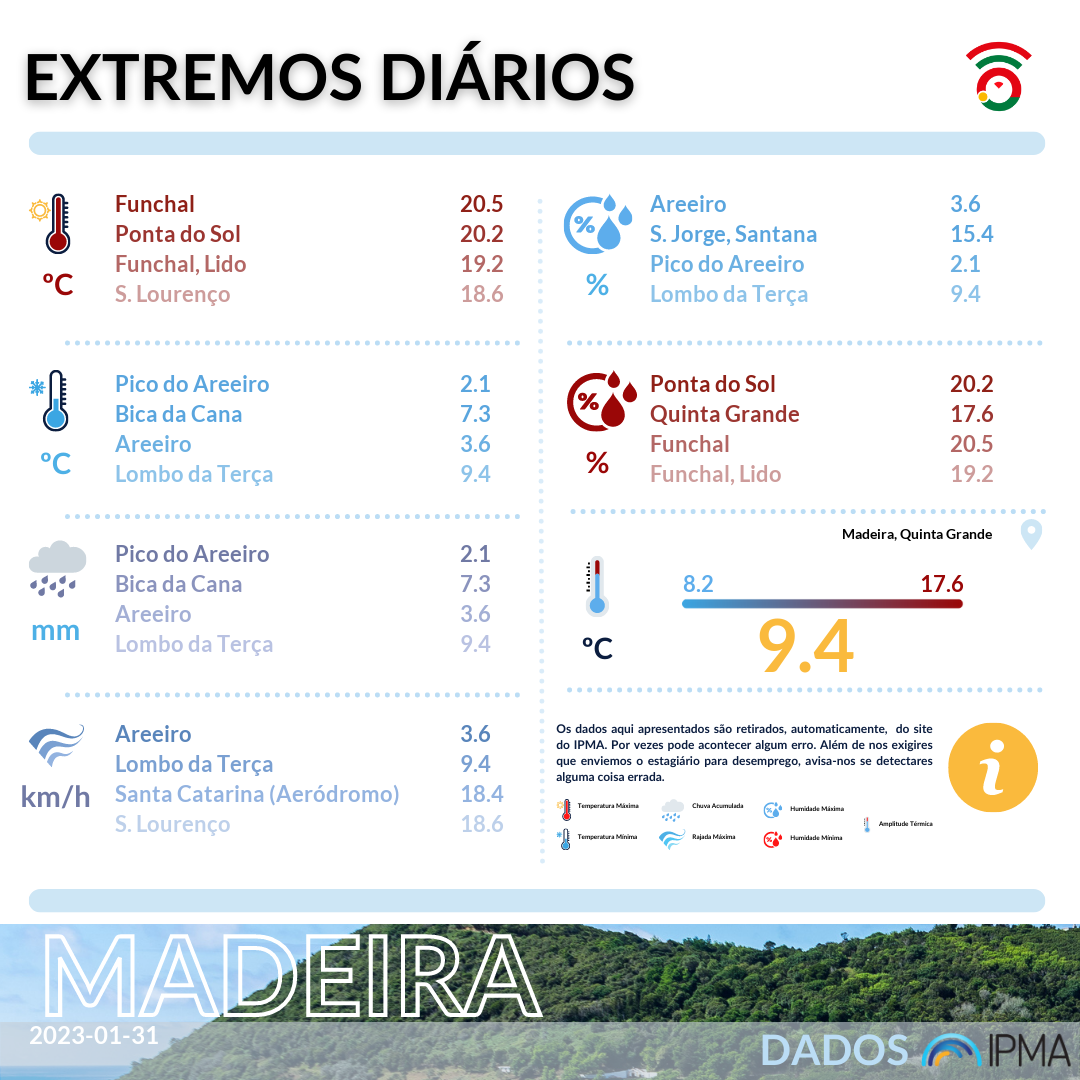 EXTREMOS DIÁRIOS
Funchal 20.5
Ponta do Sol 20.2
Funchal, Lido 19.2
S. Lourenço 18.6
ºC
Areeiro 3.6
S. Jorge, Santana 15.4
Pico do Areeiro 2.1
Lombo da Terça 9.4
%
%
Pico do Areeiro 2.1
Bica da Cana 7.3
Areeiro 3.6
Lombo da Terça 9.4
ºC
Ponta do Sol 20.2
Quinta Grande 17.6
Funchal 20.5
Funchal, Lido 19.2
%
%
Pico do Areeiro 2.1
Bica da Cana 7.3
Areeiro 3.6
Lombo da Terça 9.4
mm
Madeira, Quinta Grande
8.2 17.6
9.4
ºC
Areeiro 3.6
Lombo da Terça 9.4
Santa Catarina (Aeródromo) 18.4
S. Lourenço 18.6
km/h
Os dados aqui apresentados são retirados, automaticamente, do site
do IPMA. Por vezes pode acontecer algum erro. Além de nos exigires
que enviemos o estagiário para desemprego, avisa-nos se detectares
alguma coisa errada.
i
Temperatura Máxima Chuva Acumulada Humidade Máxima
Amplitude Térmica
Temperatura Mínima Rajada Máxima Humidade Mínima
MADEIRA
2023-01-31
DADOS IPMA